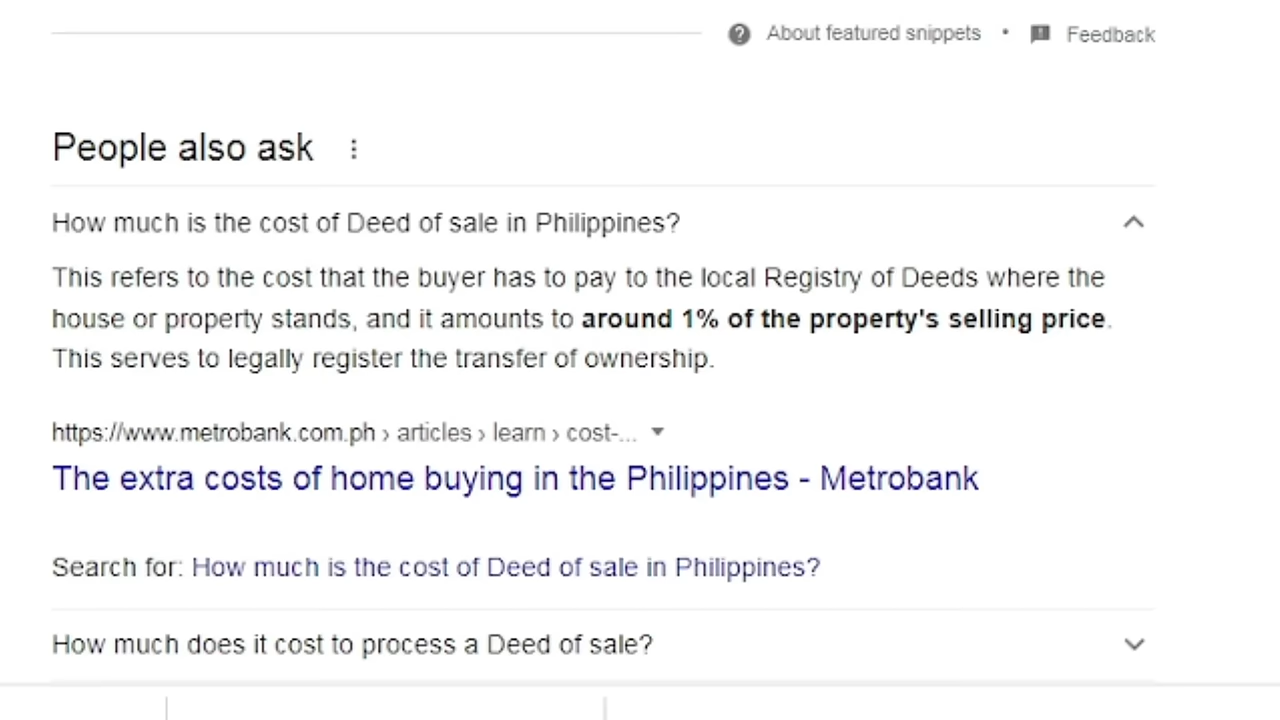 About featured snippets • Feedback
People also ask
How much is the cost of Deed of sale in Philippines?
This refers to the cost that the buyer has to pay to the local Registry of Deeds where the
house or property stands, and it amounts to around 1% of the property's selling price.
This serves to legally register the transfer of ownership.
https://www.metrobank.com.ph › articles › learn › cost-...
The extra costs of home buying in the Philippines - Metrobank
Search for: How much is the cost of Deed of sale in Philippines?
How much does it cost to process a Deed of sale?